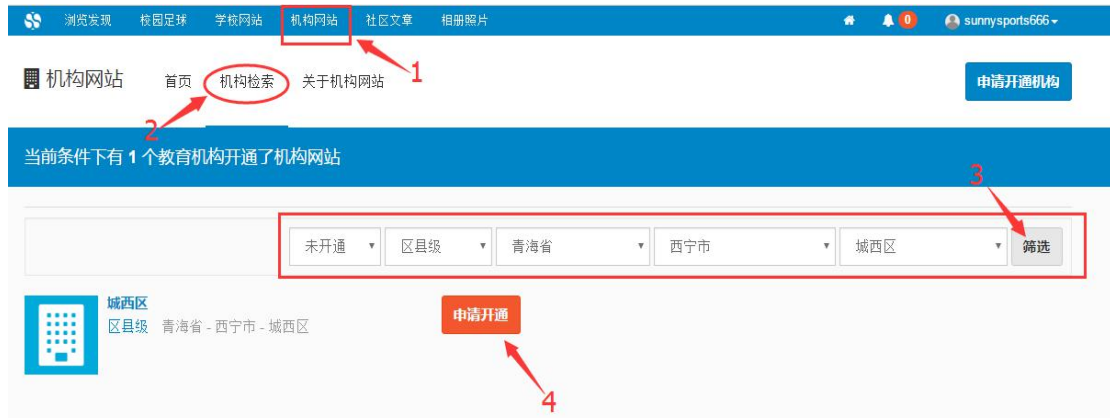 浏览发现 校园足球 学校网站 机构网站 社区文章 相册照片 0 sunnysports666
1
机构网站 首页 机构检索 关于机构网站 申请开通机构
2
当前条件下有 1 个教育机构开通了机构网站
3
未开通 区县级 青海省 西宁市 城西区 筛选
城西区
区县级 青海省 - 西宁市 - 城西区 申请开通
4